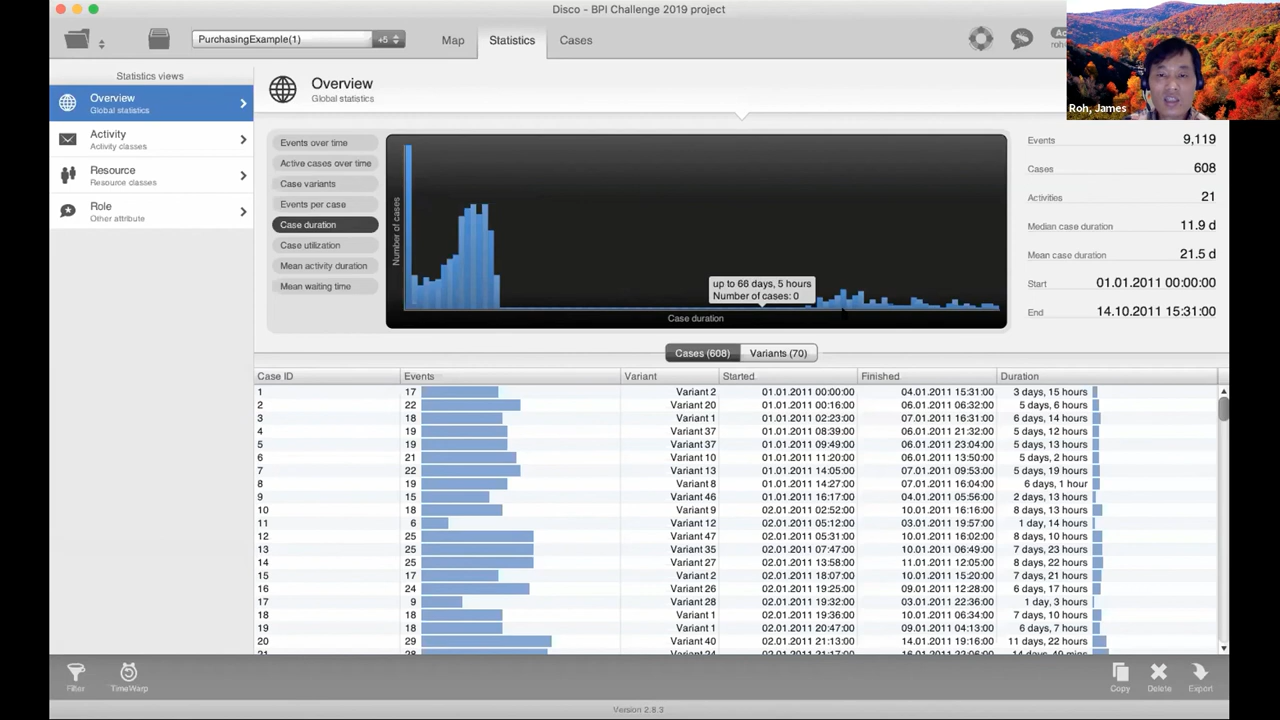 Disco - BPI Challenge 2019 project
PurchasingExample(1) +5
Map Statistics Cases
Roh, James
Statistics views
Overview
Global statistics
Activity
Activity classes
Resource
Resource classes
Role
Other attribute
Overview
Global statistics
Events over time
Active cases over time
Case variants
Events per case
Case duration
Case utilization
Mean activity duration
Mean waiting time
Number of cases
up to 66 days, 5 hours
Number of cases: 0
Case duration
Events 9,119
Cases 608
Activities 21
Median case duration 11.9 d
Mean case duration 21.5 d
Start 01.01.2011 00:00:00
End 14.10.2011 15:31:00
Cases (608) Variants (70)
Case ID Events Variant Started Finished Duration
1 17 Variant 2 01.01.2011 00:00:00 04.01.2011 15:31:00 3 days, 15 hours
2 22 Variant 20 01.01.2011 00:16:00 06.01.2011 06:32:00 5 days, 6 hours
3 18 Variant 1 01.01.2011 02:23:00 07.01.2011 16:31:00 6 days, 14 hours
4 19 Variant 37 01.01.2011 08:39:00 06.01.2011 21:32:00 5 days, 12 hours
5 19 Variant 37 01.01.2011 09:49:00 06.01.2011 23:04:00 5 days, 13 hours
6 21 Variant 10 01.01.2011 11:20:00 06.01.2011 13:50:00 5 days, 2 hours
7 22 Variant 13 01.01.2011 14:05:00 07.01.2011 09:53:00 5 days, 19 hours
8 19 Variant 8 01.01.2011 14:27:00 07.01.2011 16:04:00 6 days, 1 hour
9 15 Variant 46 01.01.2011 16:17:00 04.01.2011 05:56:00 2 days, 13 hours
10 18 Variant 9 02.01.2011 02:52:00 10.01.2011 16:16:00 8 days, 13 hours
11 6 Variant 12 02.01.2011 05:12:00 03.01.2011 19:57:00 1 day, 14 hours
12 25 Variant 47 02.01.2011 05:31:00 10.01.2011 16:02:00 8 days, 10 hours
13 25 Variant 35 02.01.2011 07:47:00 10.01.2011 06:49:00 7 days, 23 hours
14 25 Variant 27 02.01.2011 13:58:00 11.01.2011 12:05:00 8 days, 22 hours
15 17 Variant 2 02.01.2011 18:07:00 10.01.2011 15:20:00 7 days, 21 hours
16 24 Variant 26 02.01.2011 19:25:00 09.01.2011 12:28:00 6 days, 17 hours
17 9 Variant 28 02.01.2011 19:32:00 03.01.2011 22:36:00 1 day, 3 hours
18 18 Variant 1 02.01.2011 19:36:00 10.01.2011 06:34:00 7 days, 10 hours
19 18 Variant 1 02.01.2011 20:47:00 09.01.2011 04:13:00 6 days, 7 hours
20 29 Variant 40 02.01.2011 21:13:00 14.01.2011 19:16:00 11 days, 22 hours
Filter TimeWarp Copy Delete Export
Version 2.8.3